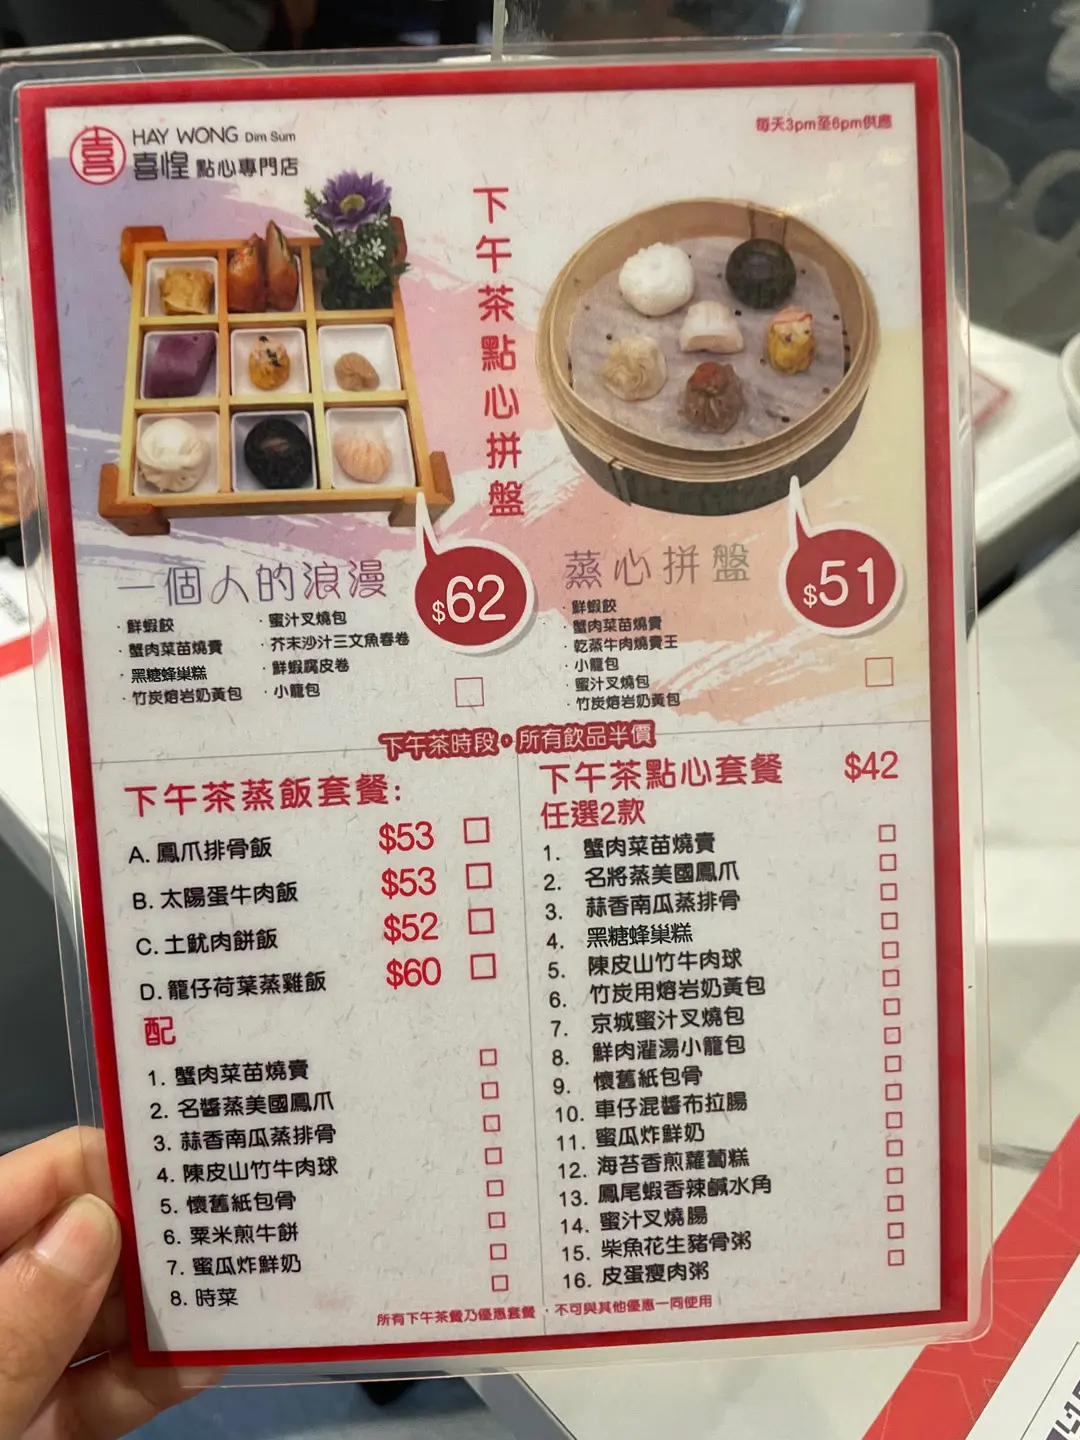 HAY WONG Dim Sum
喜惶 點心專門店
每天3pm至6pm供應
下午茶點心拼盤
一個人的浪漫
$62
· 鮮蝦餃
· 蟹肉菜苗燒賣
· 黑糖蜂巢糕
· 竹炭熔岩奶黃包
· 蜜汁叉燒包
· 芥末沙汁三文魚春卷
· 鮮蝦腐皮卷
· 小籠包
蒸心拼盤
$51
· 鮮蝦餃
· 蟹肉菜苗燒賣
· 乾蒸牛肉燒賣王
· 小籠包
· 蜜汁叉燒包
· 竹炭熔岩奶黃包
下午茶時段。所有飲品半價
下午茶蒸飯套餐:
A. 鳳爪排骨飯 $53
B. 太陽蛋牛肉飯 $53
C. 土魷肉餅飯 $52
D. 籠仔荷葉蒸雞飯 $60
配
1. 蟹肉菜苗燒賣
2. 名醬蒸美國鳳爪
3. 蒜香南瓜蒸排骨
4. 陳皮山竹牛肉球
5. 懷舊紙包骨
6. 粟米煎牛餅
7. 蜜瓜炸鮮奶
8. 時菜
下午茶點心套餐 $42
任選2款
1. 蟹肉菜苗燒賣
2. 名將蒸美國鳳爪
3. 蒜香南瓜蒸排骨
4. 黑糖蜂巢糕
5. 陳皮山竹牛肉球
6. 竹炭用熔岩奶黃包
7. 京城蜜汁叉燒包
8. 鮮肉灌湯小籠包
9. 懷舊紙包骨
10. 車仔混醬布拉腸
11. 蜜瓜炸鮮奶
12. 海苔香煎蘿蔔糕
13. 鳳尾蝦香辣鹹水角
14. 蜜汁叉燒腸
15. 柴魚花生豬骨粥
16. 皮蛋瘦肉粥
所有下午茶餐乃優惠套餐，不可與其他優惠一同使用